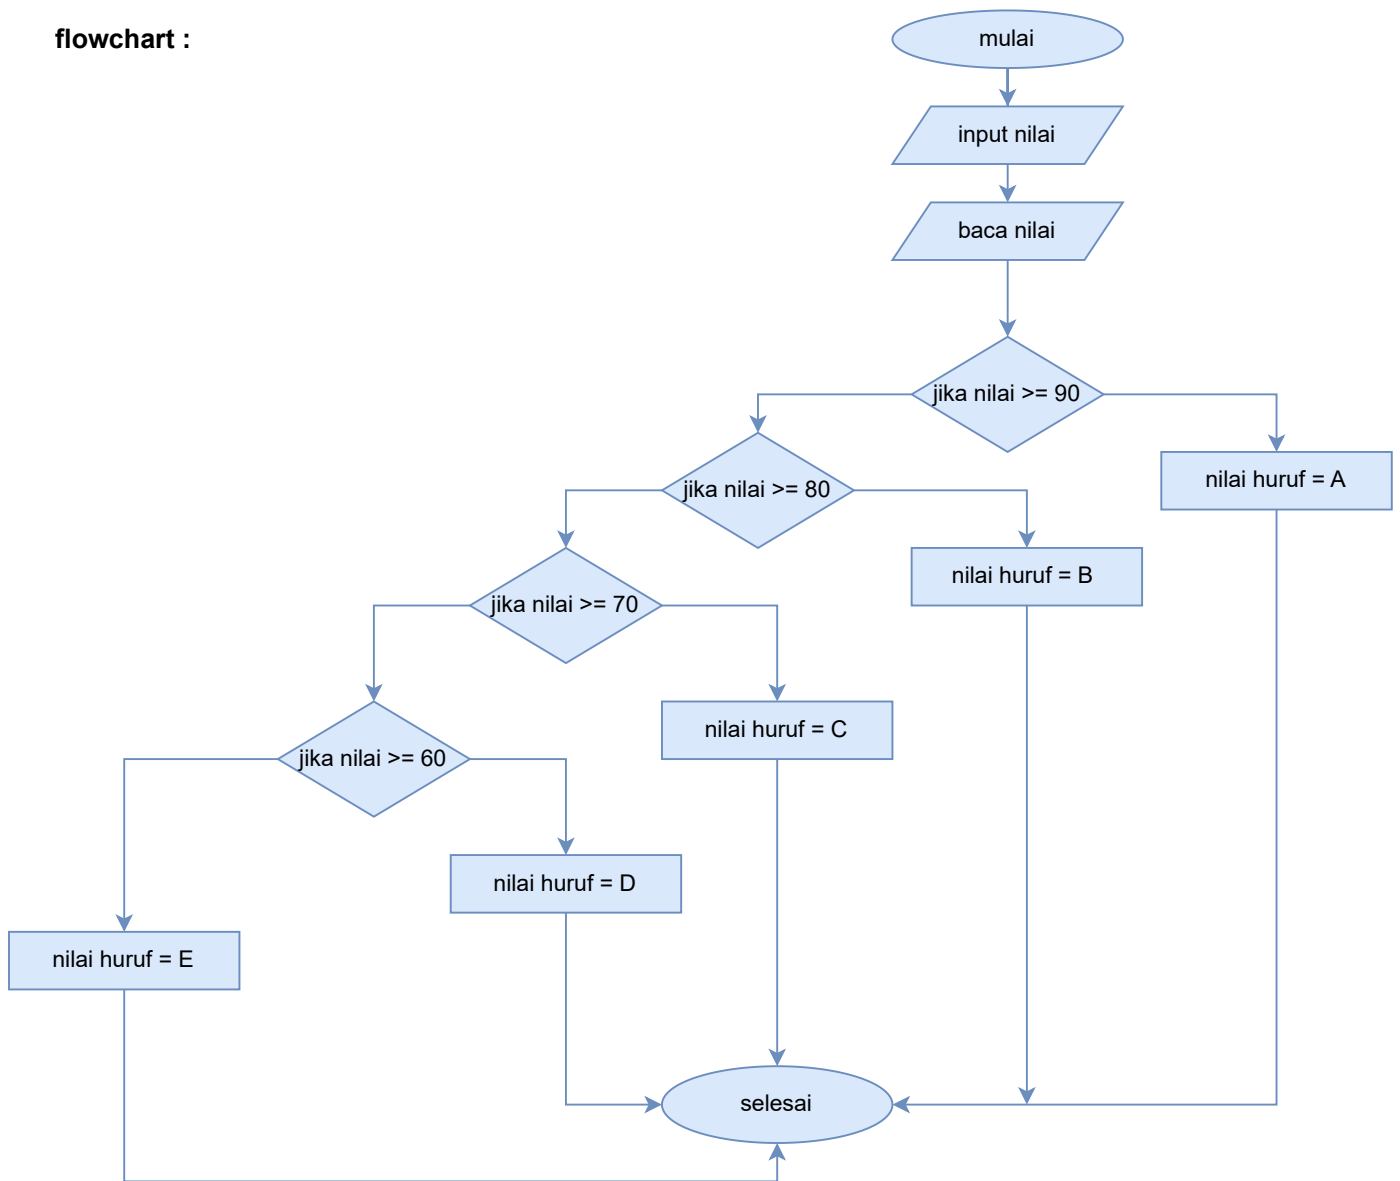 flowchart :
mulai
input nilai
baca nilai
jika nilai >= 90
nilai huruf = A
jika nilai >= 80
nilai huruf = B
jika nilai >= 70
nilai huruf = C
jika nilai >= 60
nilai huruf = D
nilai huruf = E
selesai